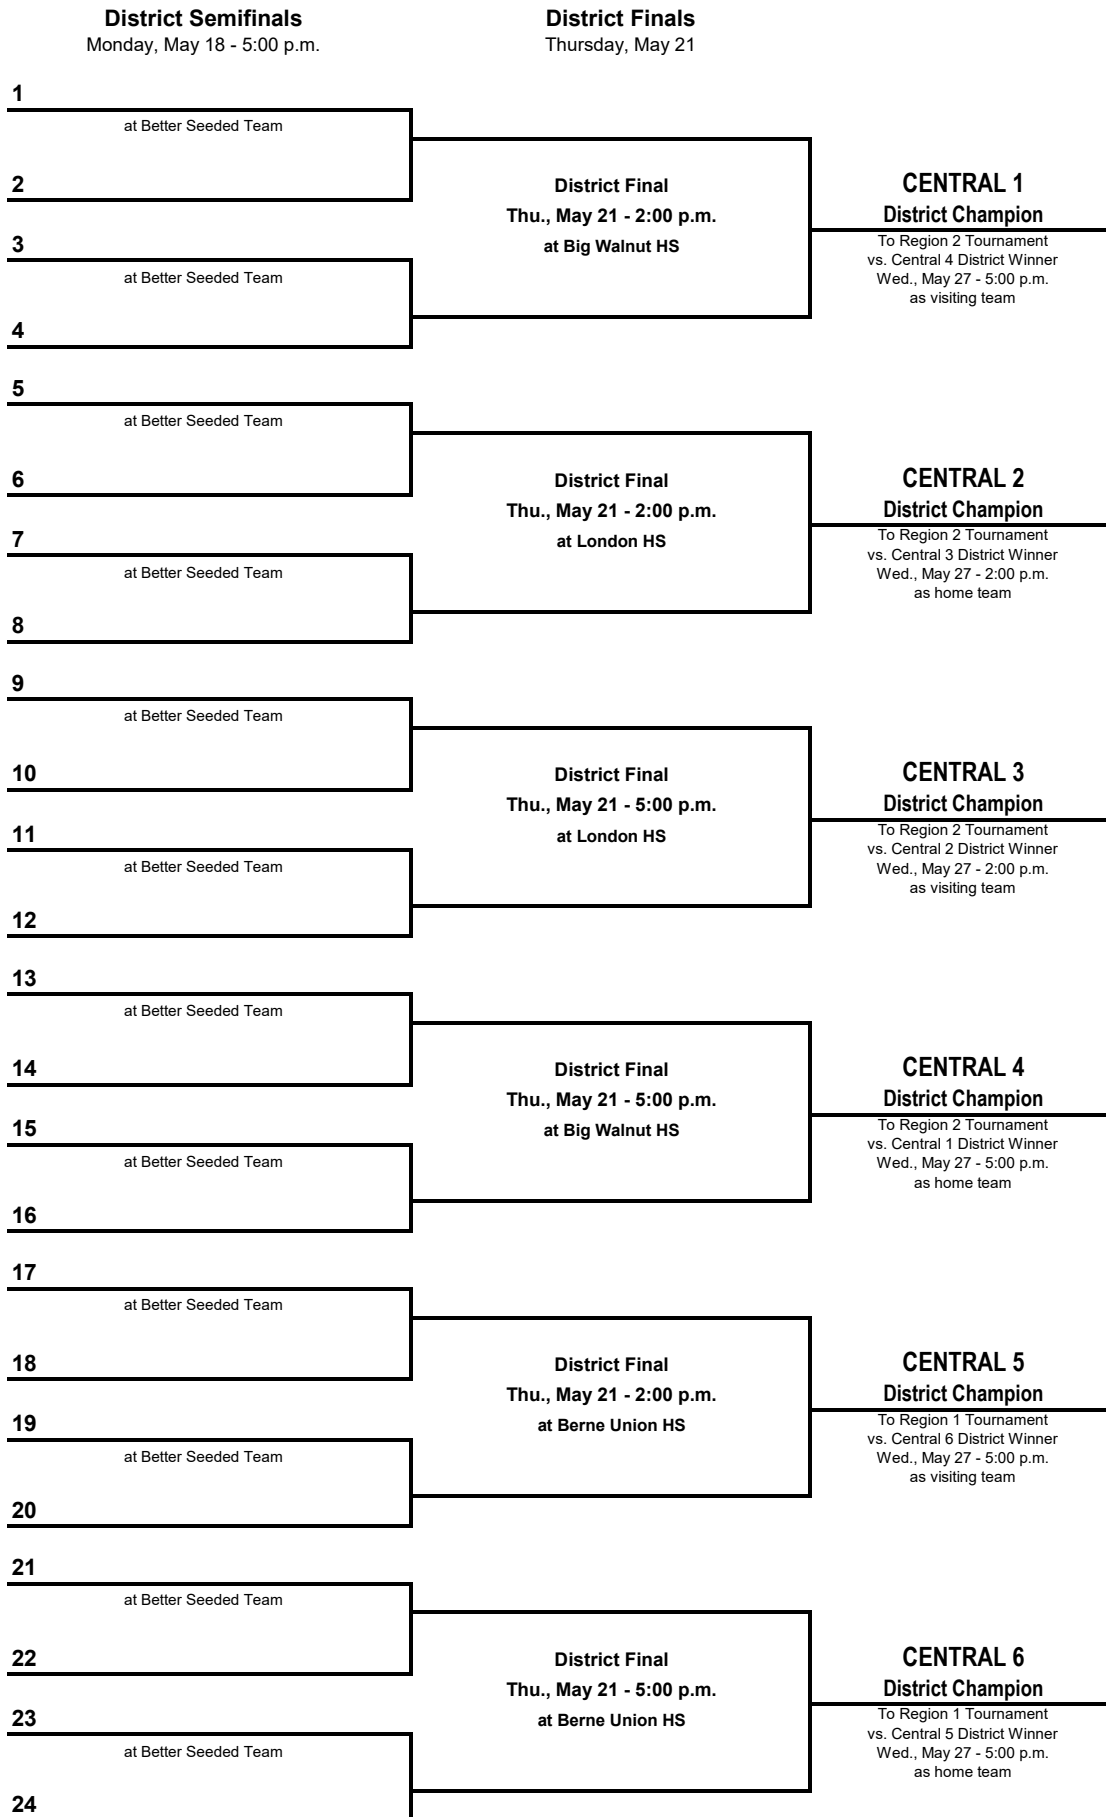 District Semifinals
Monday, May 18 - 5:00 p.m.
District Finals
Thursday, May 21
1
at Better Seeded Team
2
3
at Better Seeded Team
4
District Final
Thu., May 21 - 2:00 p.m.
at Big Walnut HS
CENTRAL 1
District Champion
To Region 2 Tournament
vs. Central 4 District Winner
Wed., May 27 - 5:00 p.m.
as visiting team
5
at Better Seeded Team
6
7
at Better Seeded Team
8
District Final
Thu., May 21 - 2:00 p.m.
at London HS
CENTRAL 2
District Champion
To Region 2 Tournament
vs. Central 3 District Winner
Wed., May 27 - 2:00 p.m.
as home team
9
at Better Seeded Team
10
11
at Better Seeded Team
12
District Final
Thu., May 21 - 5:00 p.m.
at London HS
CENTRAL 3
District Champion
To Region 2 Tournament
vs. Central 2 District Winner
Wed., May 27 - 2:00 p.m.
as visiting team
13
at Better Seeded Team
14
15
at Better Seeded Team
16
District Final
Thu., May 21 - 5:00 p.m.
at Big Walnut HS
CENTRAL 4
District Champion
To Region 2 Tournament
vs. Central 1 District Winner
Wed., May 27 - 5:00 p.m.
as home team
17
at Better Seeded Team
18
19
at Better Seeded Team
20
District Final
Thu., May 21 - 2:00 p.m.
at Berne Union HS
CENTRAL 5
District Champion
To Region 1 Tournament
vs. Central 6 District Winner
Wed., May 27 - 5:00 p.m.
as visiting team
21
at Better Seeded Team
22
23
at Better Seeded Team
24
District Final
Thu., May 21 - 5:00 p.m.
at Berne Union HS
CENTRAL 6
District Champion
To Region 1 Tournament
vs. Central 5 District Winner
Wed., May 27 - 5:00 p.m.
as home team